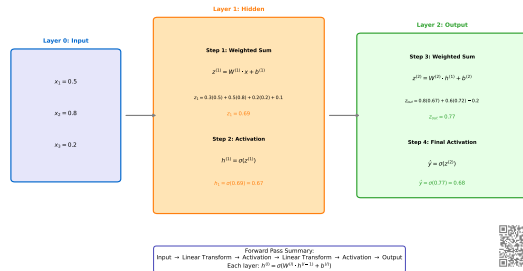 Layer 0: Input
x₁ = 0.5
x₂ = 0.8
x₃ = 0.2
Layer 1: Hidden
Step 1: Weighted Sum
z⁽¹⁾ = W⁽¹⁾ · x + b⁽¹⁾
z₁ = 0.3(0.5) + 0.5(0.8) + 0.2(0.2) + 0.1
z₁ = 0.69
Step 2: Activation
h⁽¹⁾ = σ(z⁽¹⁾)
h₁ = σ(0.69) = 0.67
Layer 2: Output
Step 3: Weighted Sum
z⁽²⁾ = W⁽²⁾ · h⁽¹⁾ + b⁽²⁾
z_out = 0.8(0.67) + 0.6(0.72) − 0.2
z_out = 0.77
Step 4: Final Activation
ŷ = σ(z⁽²⁾)
ŷ = σ(0.77) = 0.68
Forward Pass Summary:
Input → Linear Transform → Activation → Linear Transform → Activation → Output
Each layer: h⁽ˡ⁾ = σ(W⁽ˡ⁾ · h⁽ˡ⁻¹⁾ + b⁽ˡ⁾)